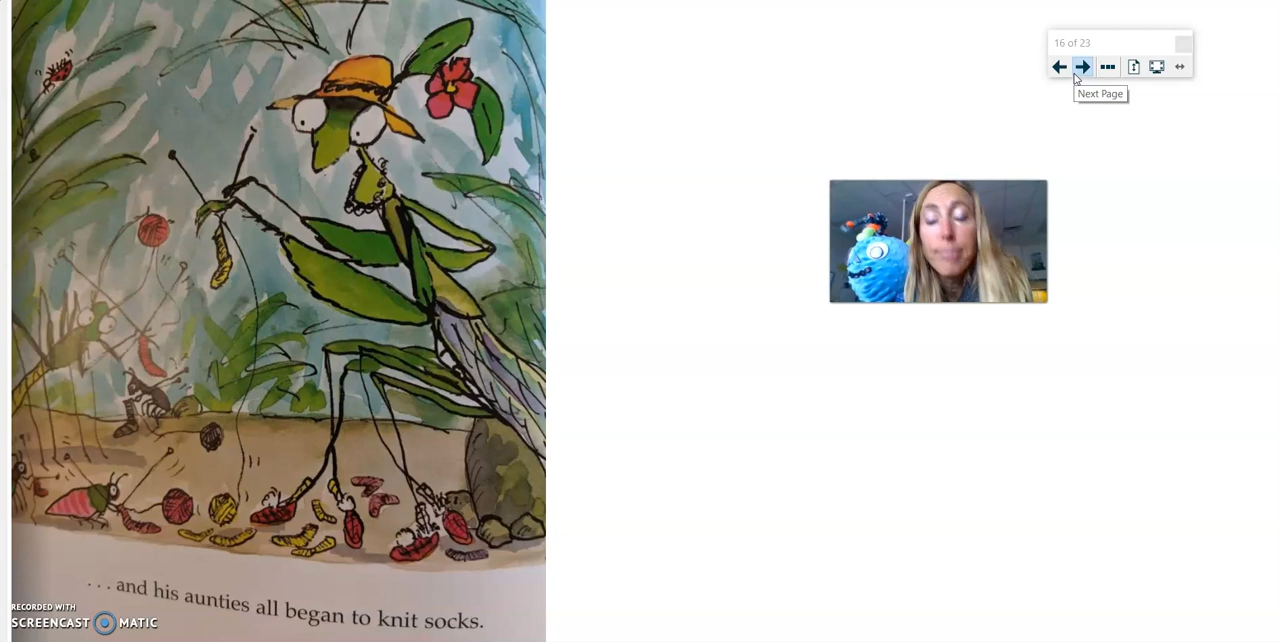 16 of 23
Next Page
. . . and his aunties all began to knit socks.
RECORDED WITH
SCREENCAST MATIC